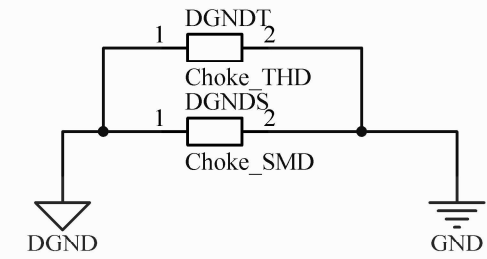 DGNDT
1 2
Choke_THD
DGNDS
1 2
Choke_SMD
DGND GND